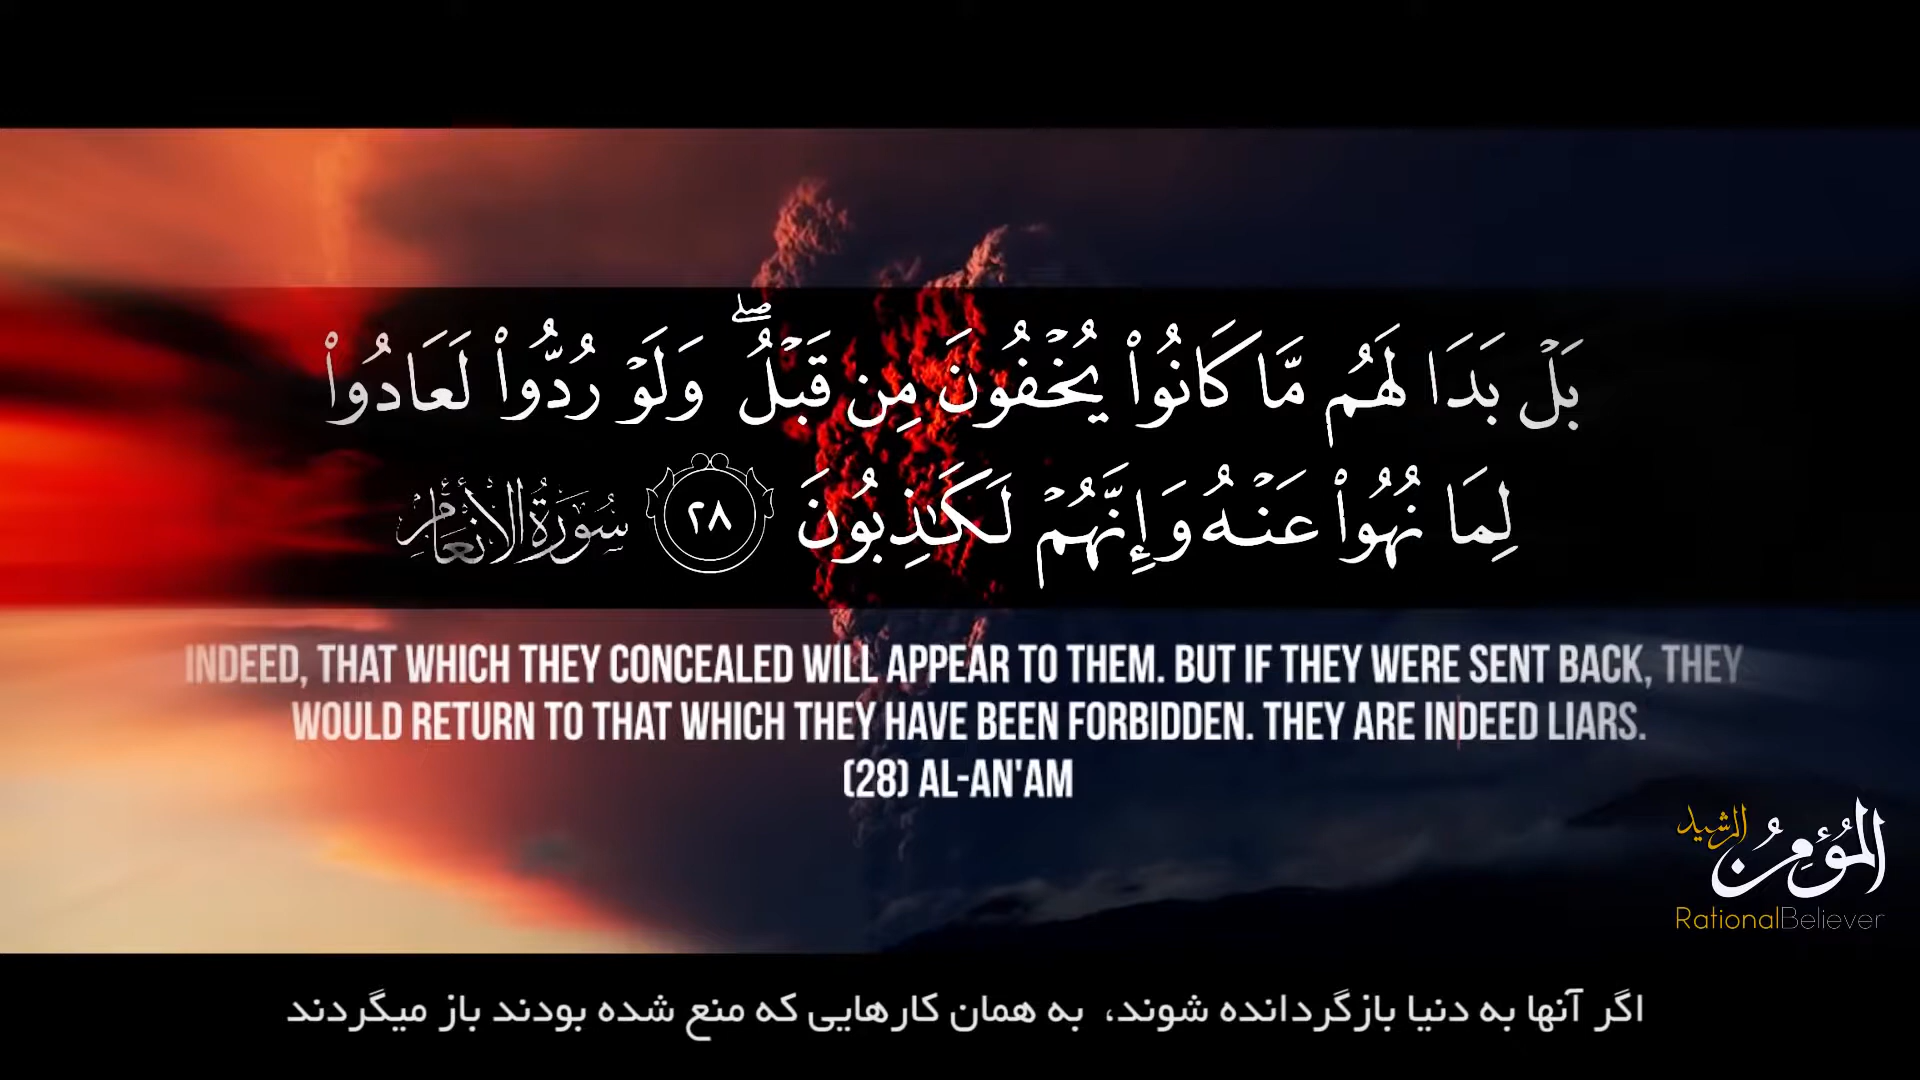 بَلْ بَدَا لَهُم مَّا كَانُوا۟ يُخْفُونَ مِن قَبْلُ ۖ وَلَوْ رُدُّوا۟ لَعَادُوا۟
لِمَا نُهُوا۟ عَنْهُ وَإِنَّهُمْ لَكَـٰذِبُونَ ٢٨ سُورَةُ الْأَنْعَامِ
INDEED, THAT WHICH THEY CONCEALED WILL APPEAR TO THEM. BUT IF THEY WERE SENT BACK, THEY
WOULD RETURN TO THAT WHICH THEY HAVE BEEN FORBIDDEN. THEY ARE INDEED LIARS.
(28) AL-AN'AM
المُؤمِنُ الرشيد
RationalBeliever
اگر آنها به دنیا بازگردانده شوند، به همان کارهایی که منع شده بودند باز میگردند